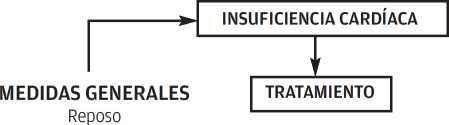 INSUFICIENCIA CARDÍACA
TRATAMIENTO
MEDIDAS GENERALES
Reposo